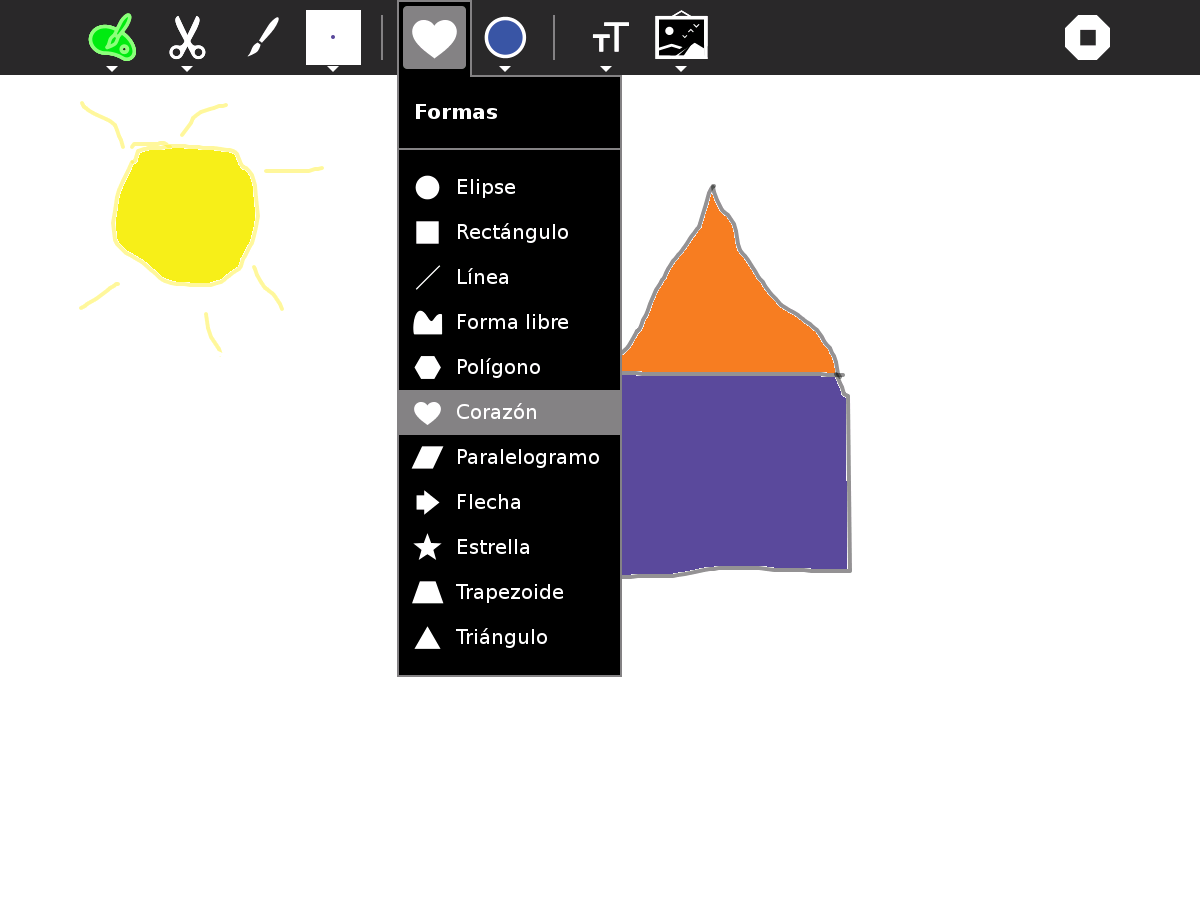 Formas
Elipse
Rectángulo
Línea
Forma libre
Polígono
Corazón
Paralelogramo
Flecha
Estrella
Trapezoide
Triángulo